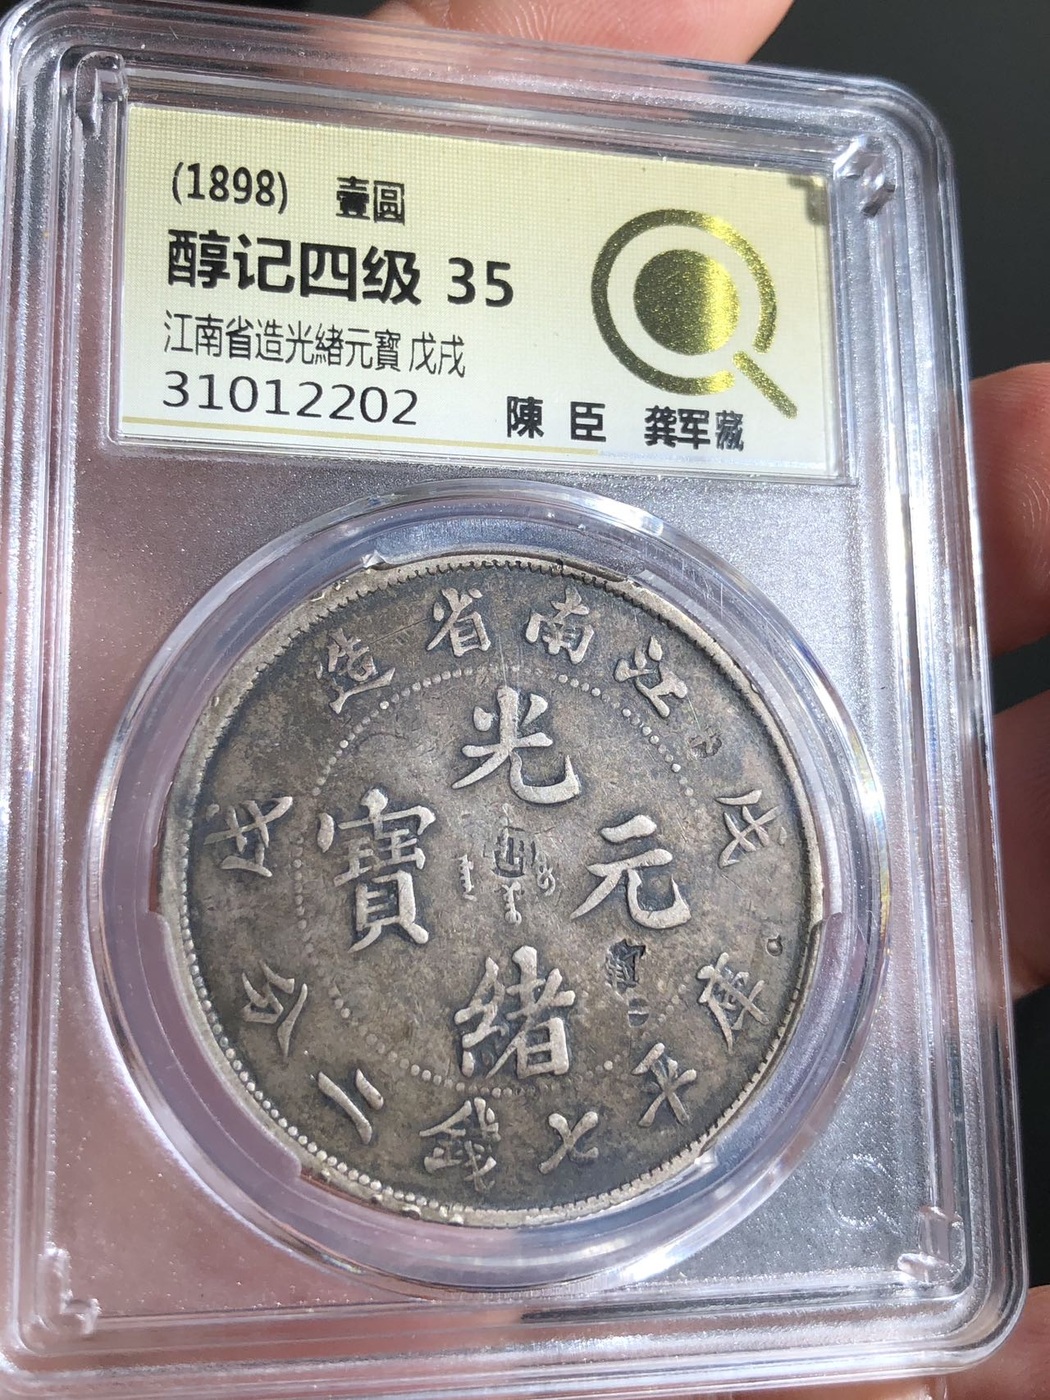 (1898) 壹圓
醇记四级 35
江南省造光緒元寳 戊戌
31012202
陳 臣 龚军藏
江南省造
戊戌
光緒元寶
庫平七錢二分